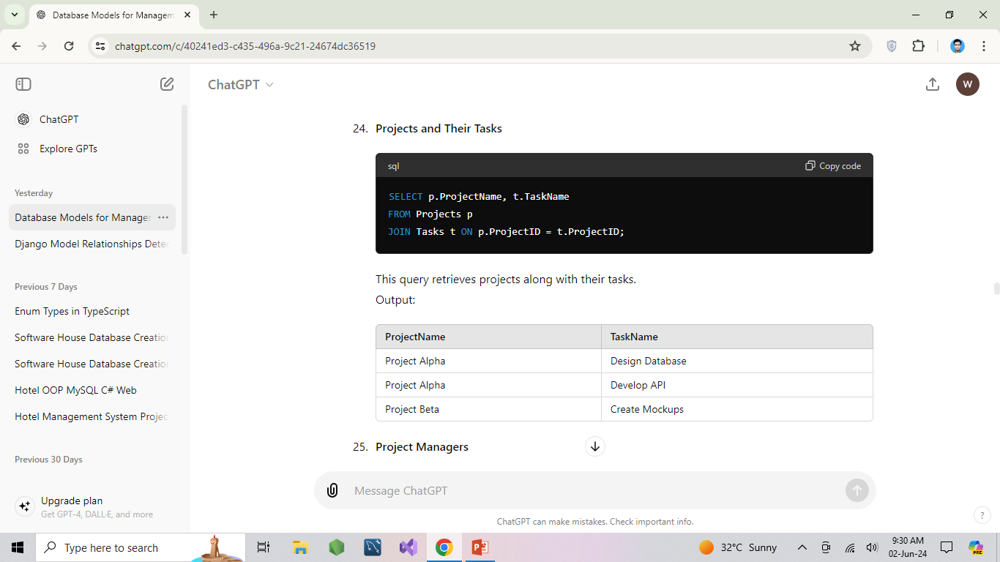 Database Models for Managem
chatgpt.com/c/40241ed3-c435-496a-9c21-24674dc36519
ChatGPT
Explore GPTs
Yesterday
Database Models for Manager
Django Model Relationships Detec
Previous 7 Days
Enum Types in TypeScript
Software House Database Creation
Software House Database Creation
Hotel OOP MySQL C# Web
Hotel Management System Projec
Previous 30 Days
Upgrade plan
Get GPT-4, DALL·E, and more
ChatGPT
W
24. Projects and Their Tasks
sql Copy code
SELECT p.ProjectName, t.TaskName
FROM Projects p
JOIN Tasks t ON p.ProjectID = t.ProjectID;
This query retrieves projects along with their tasks.
Output:
ProjectName TaskName
Project Alpha Design Database
Project Alpha Develop API
Project Beta Create Mockups
25. Project Managers
Message ChatGPT
ChatGPT can make mistakes. Check important info.
?
Type here to search
32°C Sunny
9:30 AM
02-Jun-24
PRE